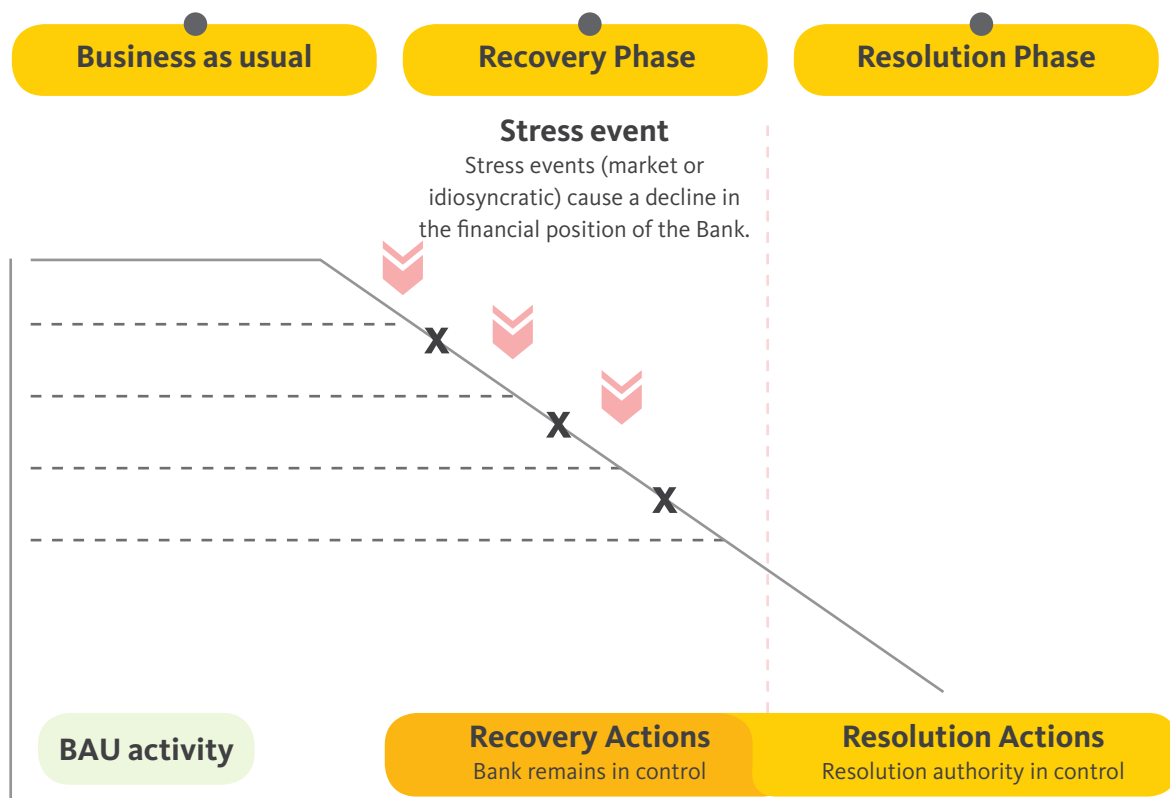 Business as usual
Recovery Phase
Resolution Phase
Stress event
Stress events (market or
idiosyncratic) cause a decline in
the financial position of the Bank.
X
X
X
BAU activity
Recovery Actions
Bank remains in control
Resolution Actions
Resolution authority in control